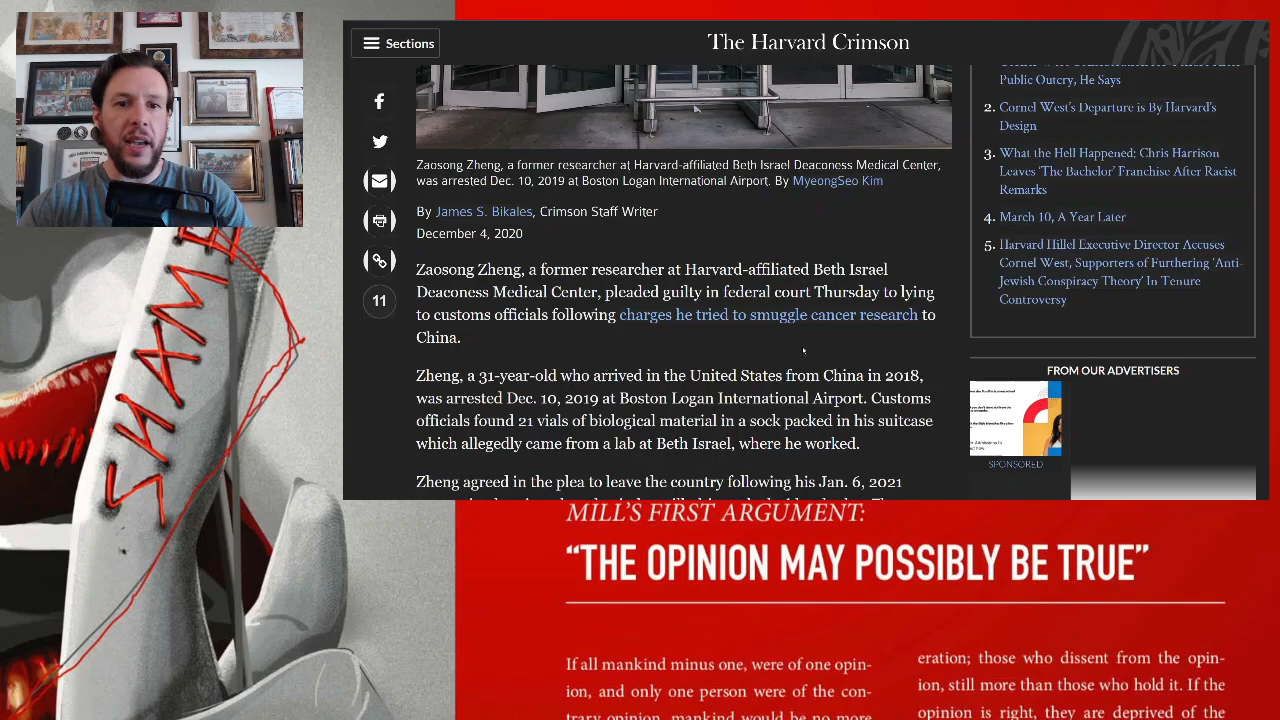 Sections
The Harvard Crimson
Public Outcry, He Says
2. Cornel West's Departure is By Harvard's
Design
3. What the Hell Happened: Chris Harrison
Leaves 'The Bachelor' Franchise After Racist
Remarks
4. March 10, A Year Later
5. Harvard Hillel Executive Director Accuses
Cornel West, Supporters of Furthering 'Anti-
Jewish Conspiracy Theory' In Tenure
Controversy
Zaosong Zheng, a former researcher at Harvard-affiliated Beth Israel Deaconess Medical Center,
was arrested Dec. 10, 2019 at Boston Logan International Airport. By MyeongSeo Kim
By James S. Bikales, Crimson Staff Writer
December 4, 2020
11
Zaosong Zheng, a former researcher at Harvard-affiliated Beth Israel
Deaconess Medical Center, pleaded guilty in federal court Thursday to lying
to customs officials following charges he tried to smuggle cancer research to
China.
Zheng, a 31-year-old who arrived in the United States from China in 2018,
was arrested Dec. 10, 2019 at Boston Logan International Airport. Customs
officials found 21 vials of biological material in a sock packed in his suitcase
which allegedly came from a lab at Beth Israel, where he worked.
Zheng agreed in the plea to leave the country following his Jan. 6, 2021
FROM OUR ADVERTISERS
SPONSORED
SHAME
MILL'S FIRST ARGUMENT:
“THE OPINION MAY POSSIBLY BE TRUE”
If all mankind minus one, were of one opin-
ion, and only one person were of the con-
trary opinion, mankind would be no more
eration; those who dissent from the opin-
ion, still more than those who hold it. If the
opinion is right, they are deprived of the